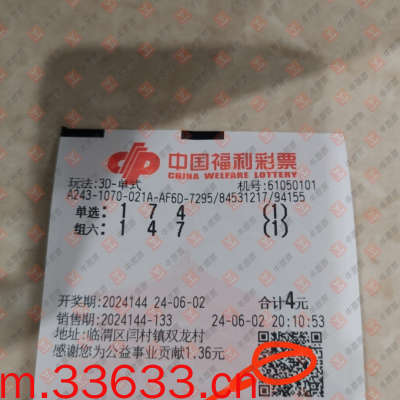 中国福利彩票
CHINA WELFARE LOTTERY
玩法:3D-单式 机号:61050101
A243-1070-021A-AF6D-7295/84531217/94155
单选: 1 7 4 (1)
组六: 1 4 7 (1)
开奖期:2024144 24-06-02 合计4元
销售期:2024144-133 24-06-02 20:10:53
地址:临渭区闫村镇双龙村
感谢您为公益事业贡献1.36元
m.33633.cn